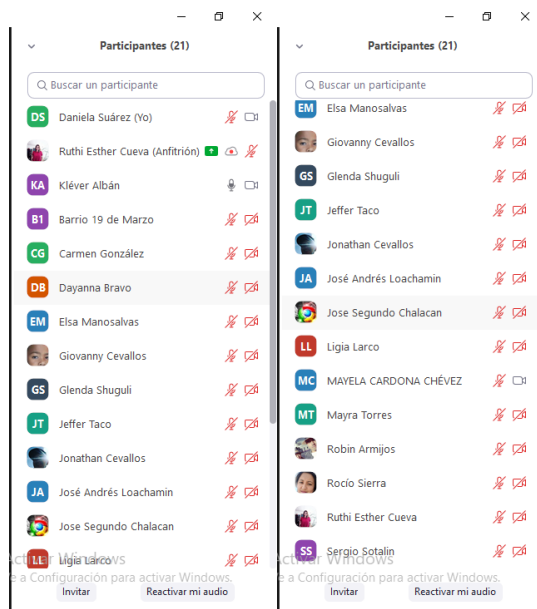 Participantes (21)
Buscar un participante
DS Daniela Suárez (Yo)
Ruthi Esther Cueva (Anfitrión)
KA Kléver Albán
B1 Barrio 19 de Marzo
CG Carmen González
DB Dayanna Bravo
EM Elsa Manosalvas
Giovanny Cevallos
GS Glenda Shuguli
JT Jeffer Taco
Jonathan Cevallos
JA José Andrés Loachamin
Jose Segundo Chalacan
LL Ligia Larco
Activar Windows
e a Configuración para activar Windows.
Invitar Reactivar mi audio
Participantes (21)
Buscar un participante
EM Elsa Manosalvas
Giovanny Cevallos
GS Glenda Shuguli
JT Jeffer Taco
Jonathan Cevallos
JA José Andrés Loachamin
Jose Segundo Chalacan
LL Ligia Larco
MC MAYELA CARDONA CHÉVEZ
MT Mayra Torres
Robin Armijos
Rocío Sierra
Ruthi Esther Cueva
SS Sergio Sotalin
Activar Windows
e a Configuración para activar Windows.
Invitar Reactivar mi audio